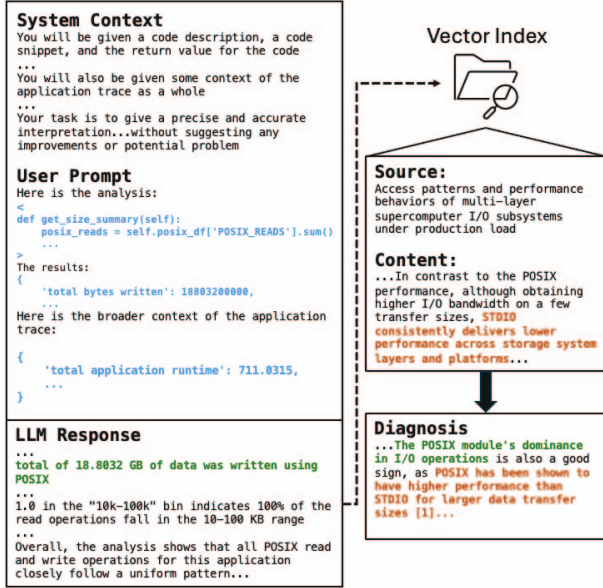 System Context
You will be given a code description, a code
snippet, and the return value for the code
...
You will also be given some context of the
application trace as a whole
...
Your task is to give a precise and accurate
interpretation...without suggesting any
improvements or potential problem
User Prompt
Here is the analysis:
<
def get_size_summary(self):
posix_reads = self.posix_df['POSIX_READS'].sum()
...
>
The results:
{
'total bytes written': 18803200000,
...
Here is the broader context of the application
trace:
{
'total application runtime': 711.0315,
...
}
LLM Response
...
total of 18.8032 GB of data was written using
POSIX
...
1.0 in the "10k-100k" bin indicates 100% of the
read operations fall in the 10-100 KB range
...
Overall, the analysis shows that all POSIX read
and write operations for this application
closely follow a uniform pattern...
Vector Index
Source:
Access patterns and performance
behaviors of multi-layer
supercomputer I/O subsystems
under production load
Content:
...In contrast to the POSIX
performance, although obtaining
higher I/O bandwidth on a few
transfer sizes, STDIO
consistently delivers lower
performance across storage system
layers and platforms...
Diagnosis
...The POSIX module's dominance
in I/O operations is also a good
sign, as POSIX has been shown to
have higher performance than
STDIO for larger data transfer
sizes [1]...